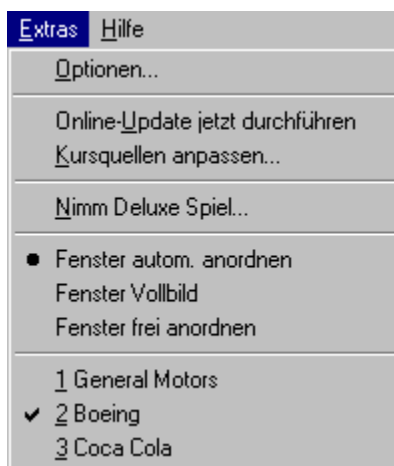 Extras Hilfe
Optionen...
Online-Update jetzt durchführen
Kursquellen anpassen...
Nimm Deluxe Spiel...
Fenster autom. anordnen
Fenster Vollbild
Fenster frei anordnen
1 General Motors
2 Boeing
3 Coca Cola